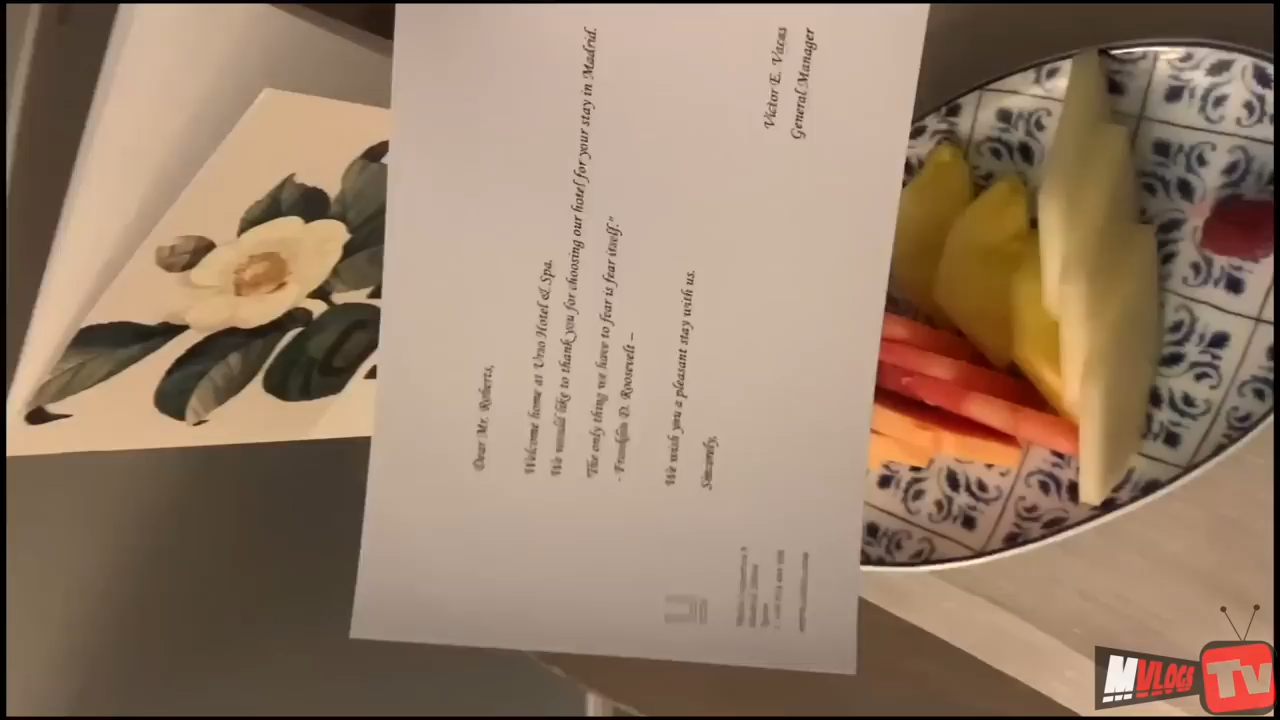 Dear Mr. Roberts,
Welcome home at Urso Hotel & Spa.
We would like to thank you for choosing our hotel for your stay in Madrid.
"The only thing we have to fear is fear itself."
- Franklin D. Roosevelt –
We wish you a pleasant stay with us.
Sincerely,
Victor E. Vacas
General Manager
MVLOGS
TV